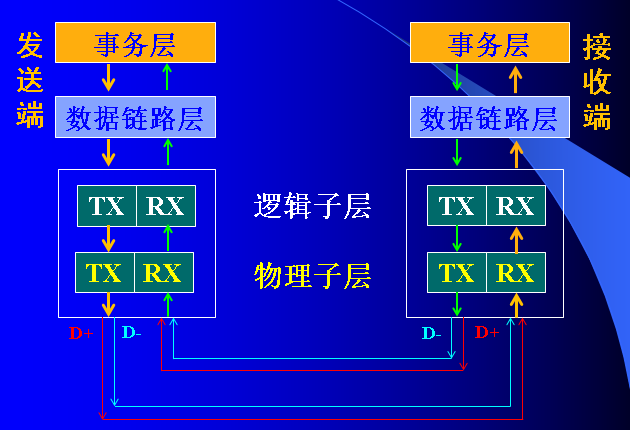 发送端
事务层
事务层
接收端
数据链路层
数据链路层
TX RX
逻辑子层
TX RX
TX RX
物理子层
TX RX
D+ D-
D- D+